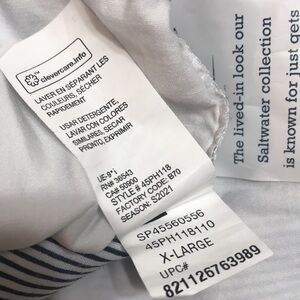 clevercare.info
LAVER EN SÉPARANT LES
COULEURS, SÉCHER
RAPIDEMENT
USAR DETERGENTE,
LAVAR CON COLORES
SIMILARES, SECAR
PRONTO, EXPRIMIR
RN# 36543
CA# 50900
STYLE # 45PH118
FACTORY CODE: B70
SEASON: S2021
SP45560556
45PH118110
X-LARGE
UPC#
821126763989
The lived-in look our
Saltwater collection
is known for just gets